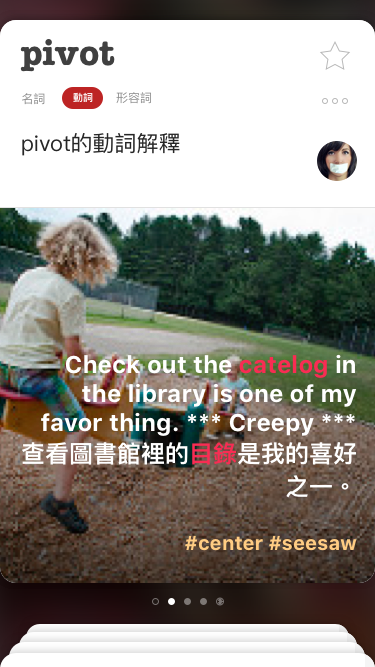 pivot
名詞 動詞 形容詞
pivot的動詞解釋
Check out the catelog in
the library is one of my
favor thing. *** Creepy ***
查看圖書館裡的目錄是我的喜好
之一。
#center #seesaw